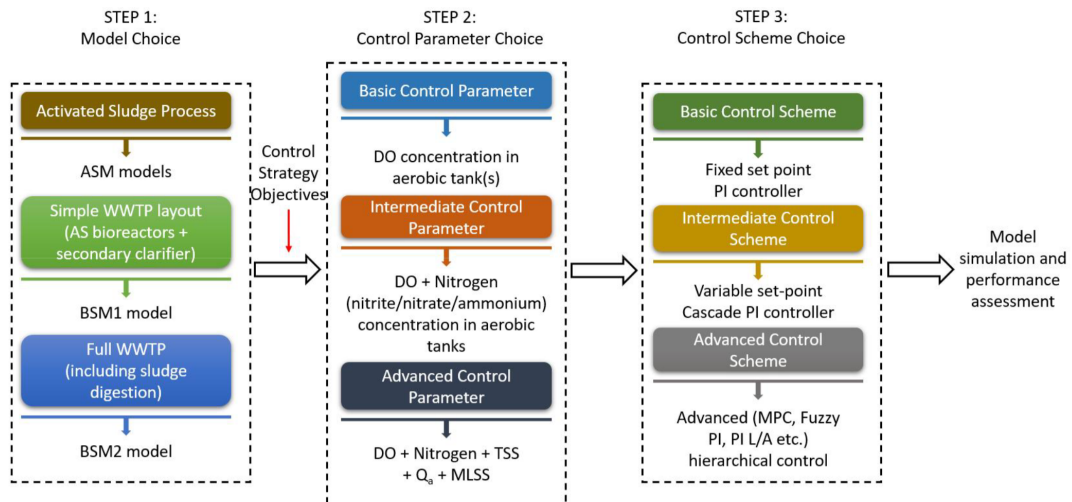 STEP 1:
Model Choice
Activated Sludge Process
ASM models
Simple WWTP layout
(AS bioreactors +
secondary clarifier)
BSM1 model
Full WWTP
(including sludge
digestion)
BSM2 model
Control
Strategy
Objectives
STEP 2:
Control Parameter Choice
Basic Control Parameter
DO concentration in
aerobic tank(s)
Intermediate Control
Parameter
DO + Nitrogen
(nitrite/nitrate/ammonium)
concentration in aerobic
tanks
Advanced Control
Parameter
DO + Nitrogen + TSS
+ Qₐ + MLSS
STEP 3:
Control Scheme Choice
Basic Control Scheme
Fixed set point
PI controller
Intermediate Control
Scheme
Variable set-point
Cascade PI controller
Advanced Control
Scheme
Advanced (MPC, Fuzzy
PI, PI L/A etc.)
hierarchical control
Model
simulation and
performance
assessment